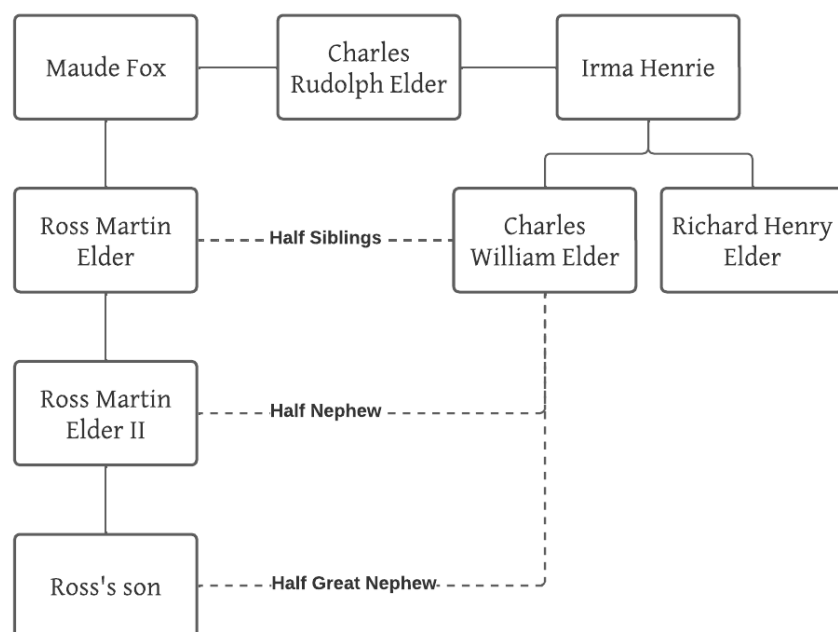 Maude Fox
Charles
Rudolph Elder
Irma Henrie
Ross Martin
Elder
Half Siblings
Charles
William Elder
Richard Henry
Elder
Ross Martin
Elder II
Half Nephew
Ross's son
Half Great Nephew